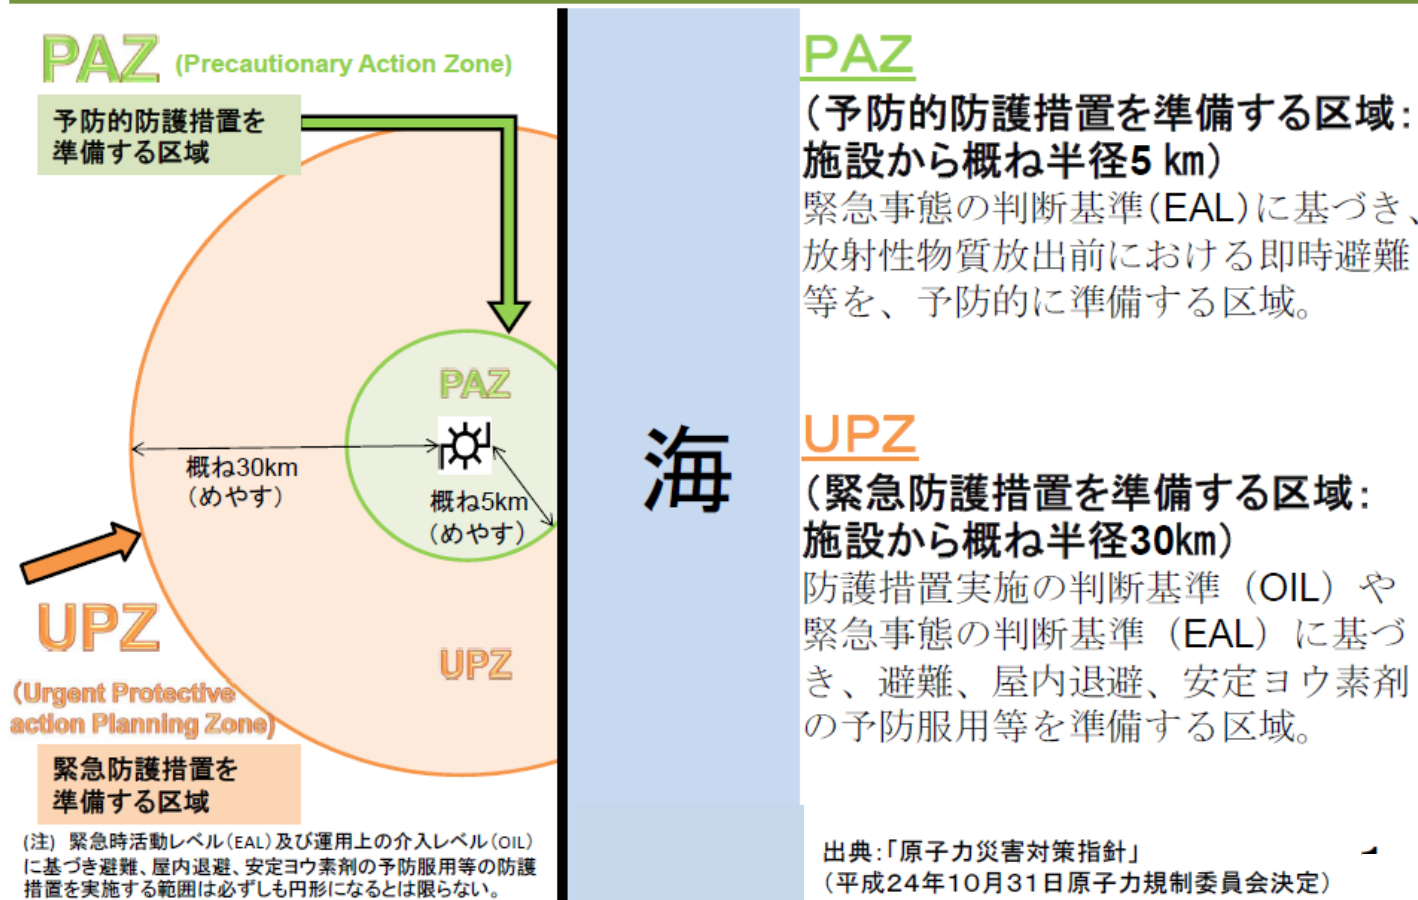 PAZ (Precautionary Action Zone)
予防的防護措置を
準備する区域
PAZ
概ね30km
（めやす）
概ね5km
（めやす）
UPZ
(Urgent Protective
action Planning Zone)
UPZ
緊急防護措置を
準備する区域
(注) 緊急時活動レベル(EAL)及び運用上の介入レベル(OIL)
に基づき避難、屋内退避、安定ヨウ素剤の予防服用等の防護
措置を実施する範囲は必ずしも円形になるとは限らない。
海
PAZ
（予防的防護措置を準備する区域：
施設から概ね半径5 km）
緊急事態の判断基準(EAL)に基づき、
放射性物質放出前における即時避難
等を、予防的に準備する区域。
UPZ
（緊急防護措置を準備する区域：
施設から概ね半径30km）
防護措置実施の判断基準（OIL）や
緊急事態の判断基準（EAL）に基づ
き、避難、屋内退避、安定ヨウ素剤
の予防服用等を準備する区域。
出典：「原子力災害対策指針」
（平成24年10月31日原子力規制委員会決定）